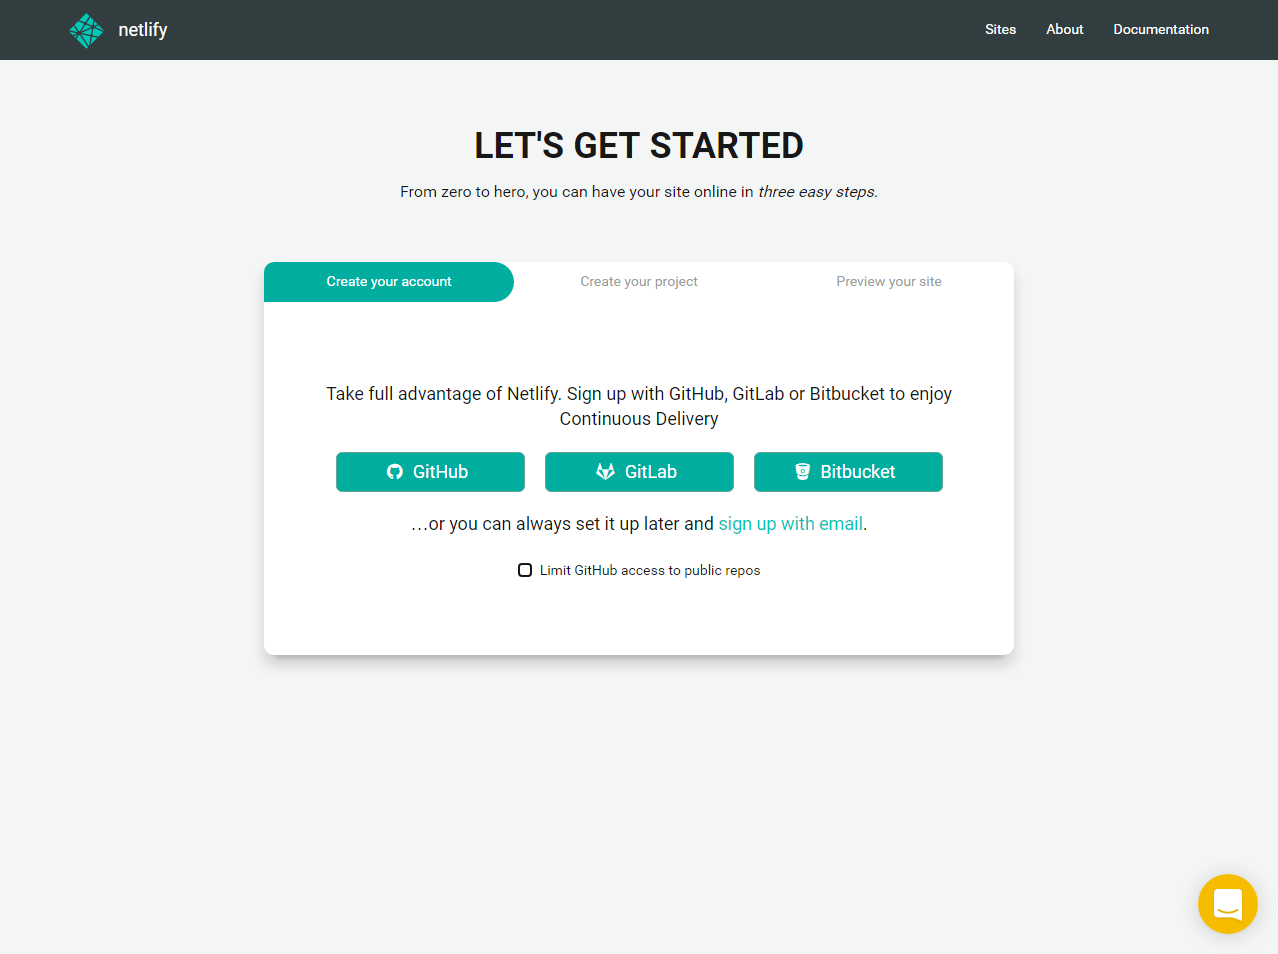 netlify
Sites
About
Documentation
LET'S GET STARTED
From zero to hero, you can have your site online in three easy steps.
Create your account
Create your project
Preview your site
Take full advantage of Netlify. Sign up with GitHub, GitLab or Bitbucket to enjoy
Continuous Delivery
GitHub
GitLab
Bitbucket
…or you can always set it up later and sign up with email.
Limit GitHub access to public repos